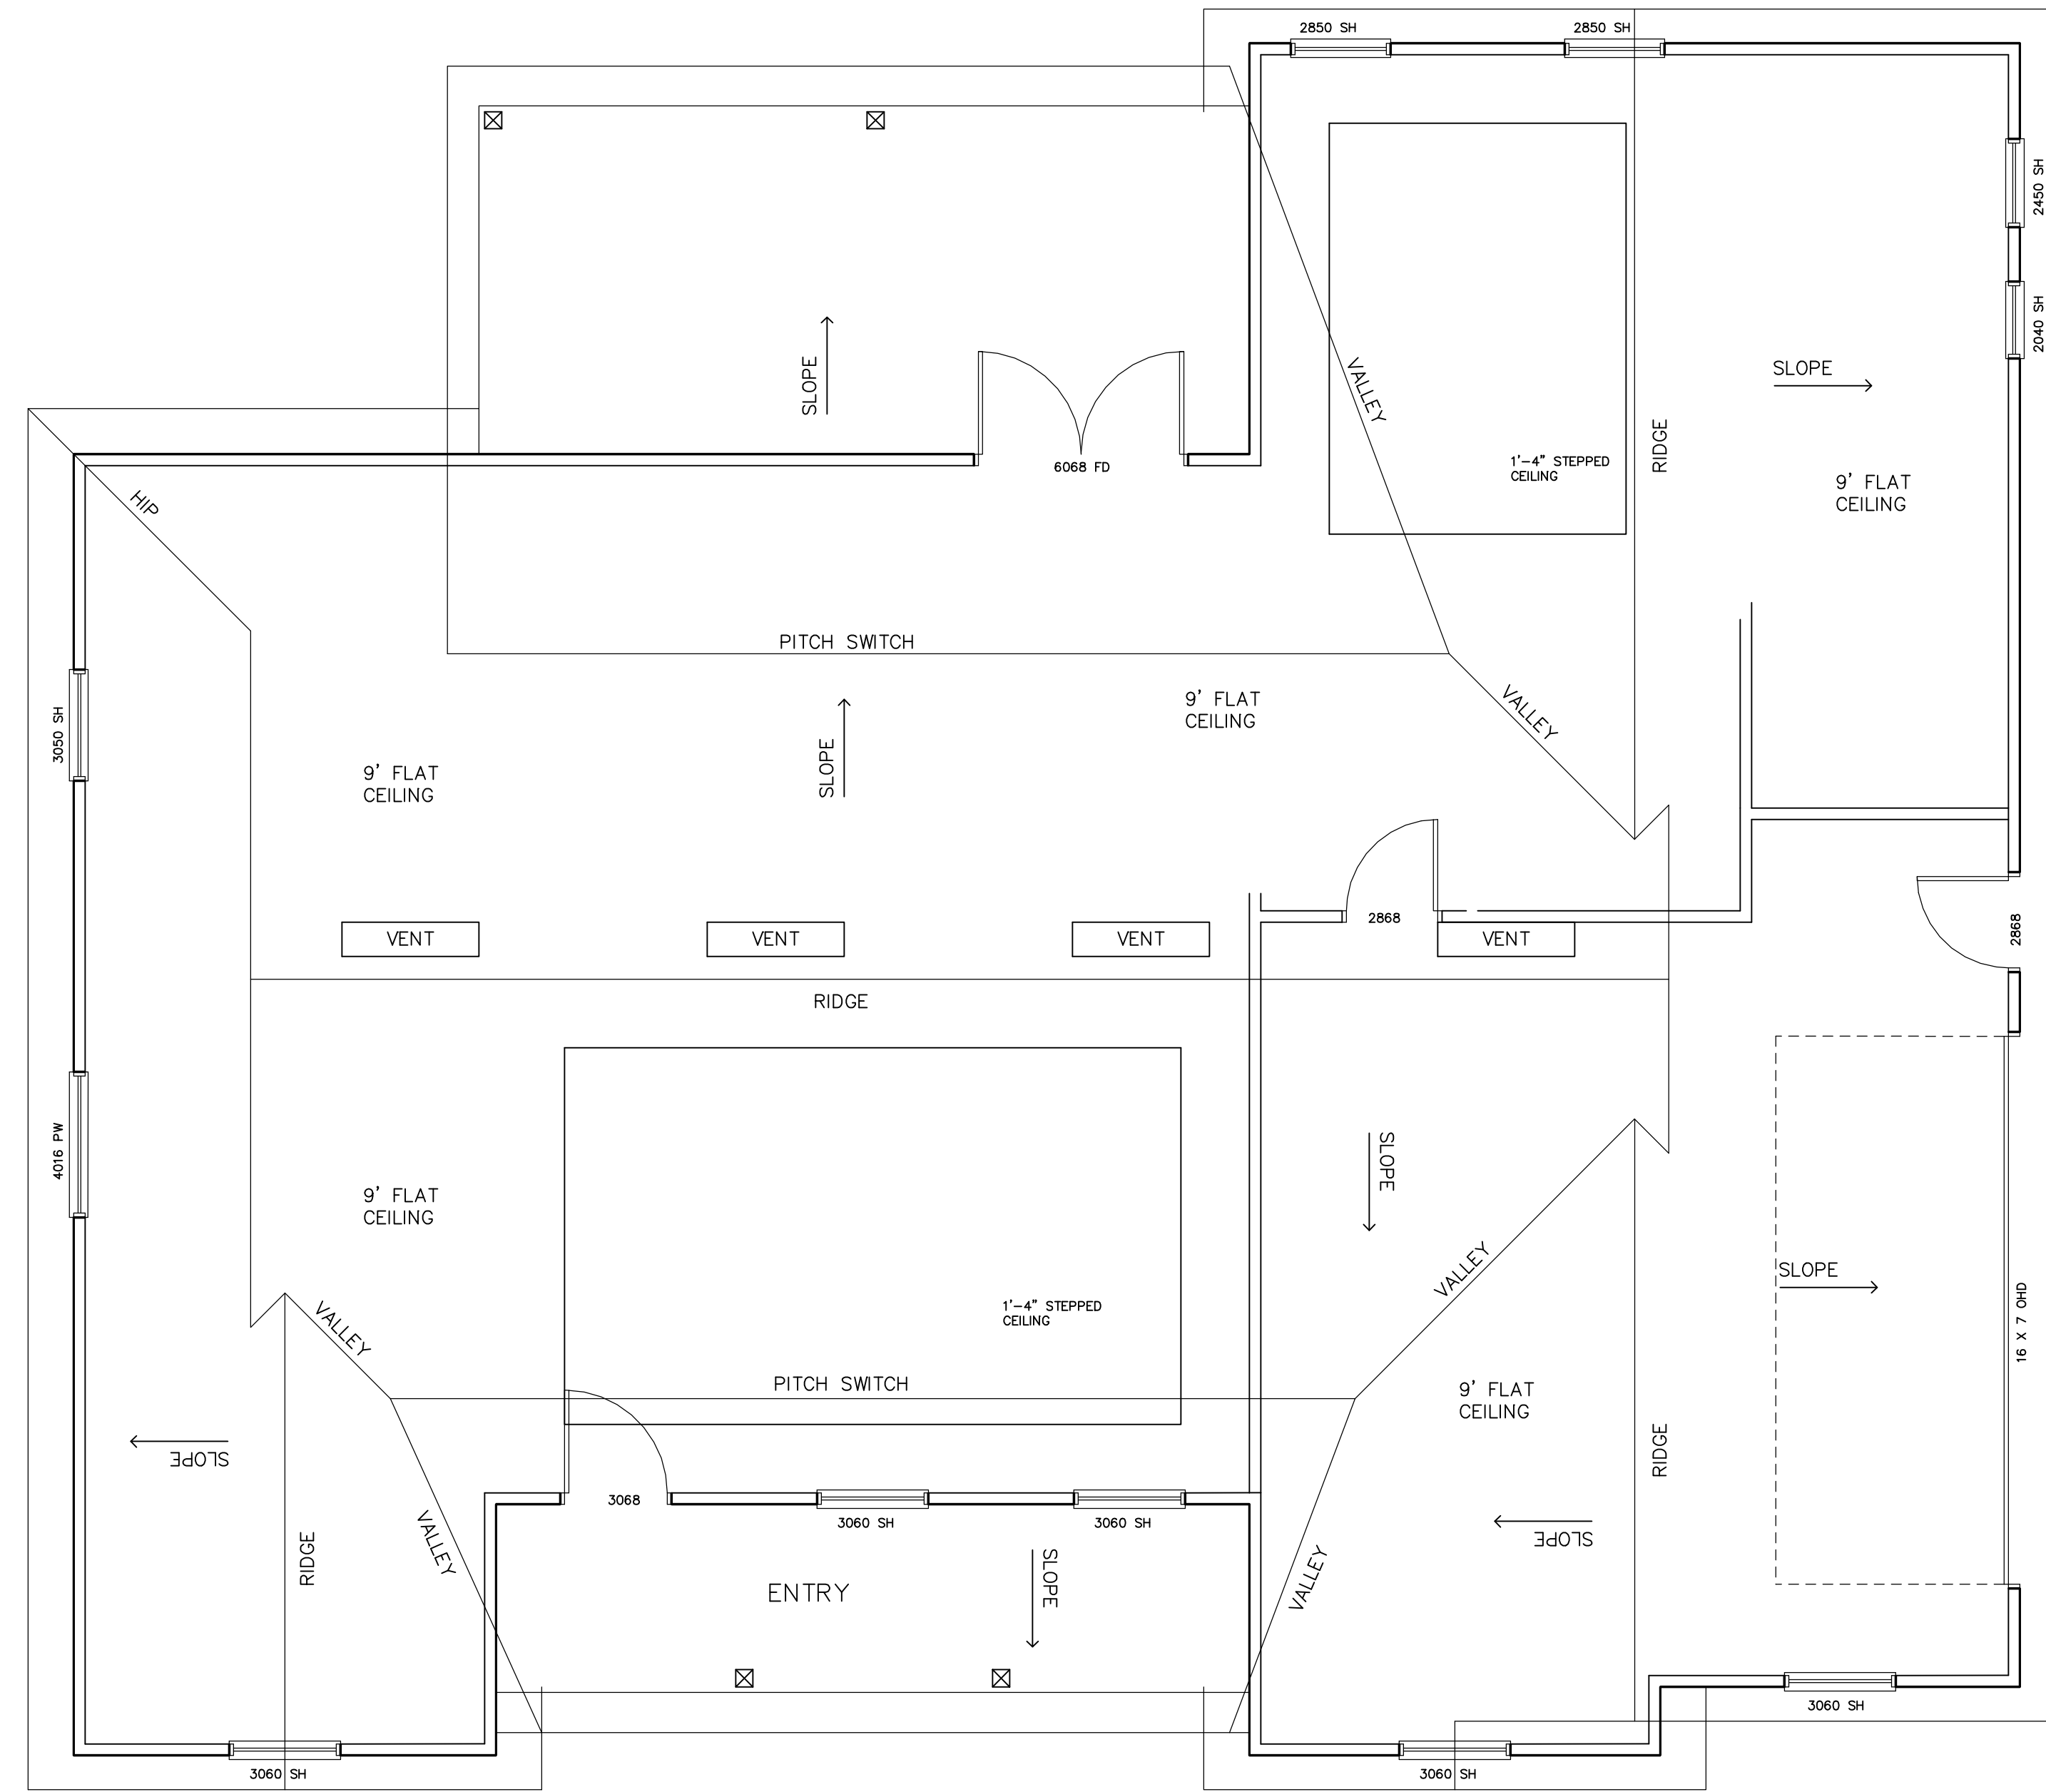 2850 SH
2850 SH
2450 SH
2040 SH
SLOPE
VALLEY
SLOPE
RIDGE
6068 FD
1'-4" STEPPED
CEILING
9' FLAT
CEILING
HIP
PITCH SWITCH
9' FLAT
CEILING
VALLEY
3050 SH
SLOPE
9' FLAT
CEILING
2868
2868
VENT
VENT
VENT
VENT
RIDGE
4016 PW
SLOPE
9' FLAT
CEILING
VALLEY
SLOPE
1'-4" STEPPED
CEILING
VALLEY
16 X 7 OHD
PITCH SWITCH
9' FLAT
CEILING
SLOPE
RIDGE
3068
3060 SH
3060 SH
VALLEY
RIDGE
SLOPE
VALLEY
SLOPE
ENTRY
3060 SH
3060 SH
3060 SH